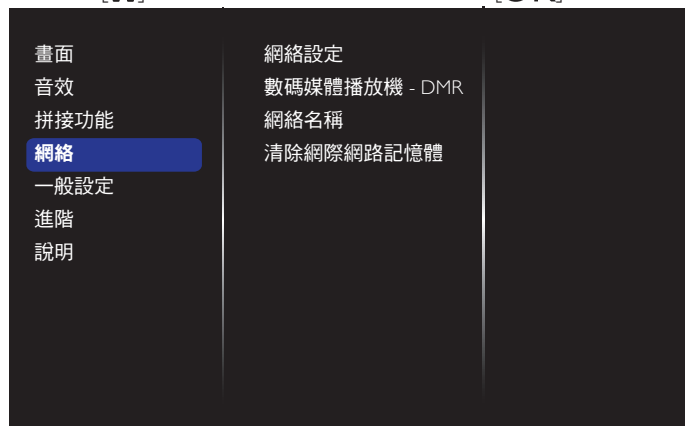 畫面
音效
拼接功能
網絡
一般設定
進階
說明
網絡設定
數碼媒體播放機 - DMR
網絡名稱
清除網際網路記憶體